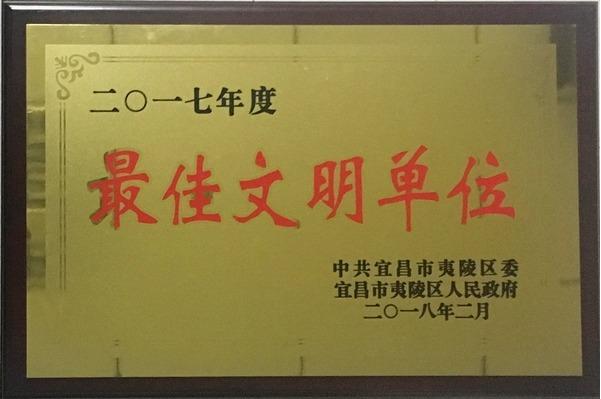 二〇一七年度
最佳文明单位
中共宜昌市夷陵区委
宜昌市夷陵区人民政府
二〇一八年二月